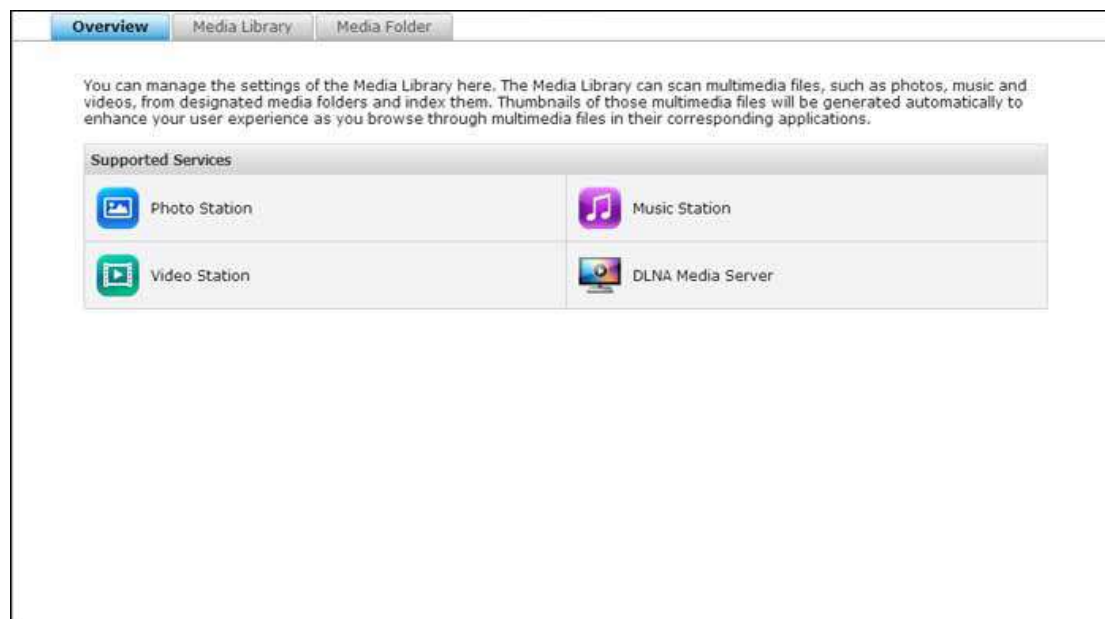 Overview Media Library Media Folder
You can manage the settings of the Media Library here. The Media Library can scan multimedia files, such as photos, music and
videos, from designated media folders and index them. Thumbnails of those multimedia files will be generated automatically to
enhance your user experience as you browse through multimedia files in their corresponding applications.
Supported Services
Photo Station Music Station
Video Station DLNA Media Server